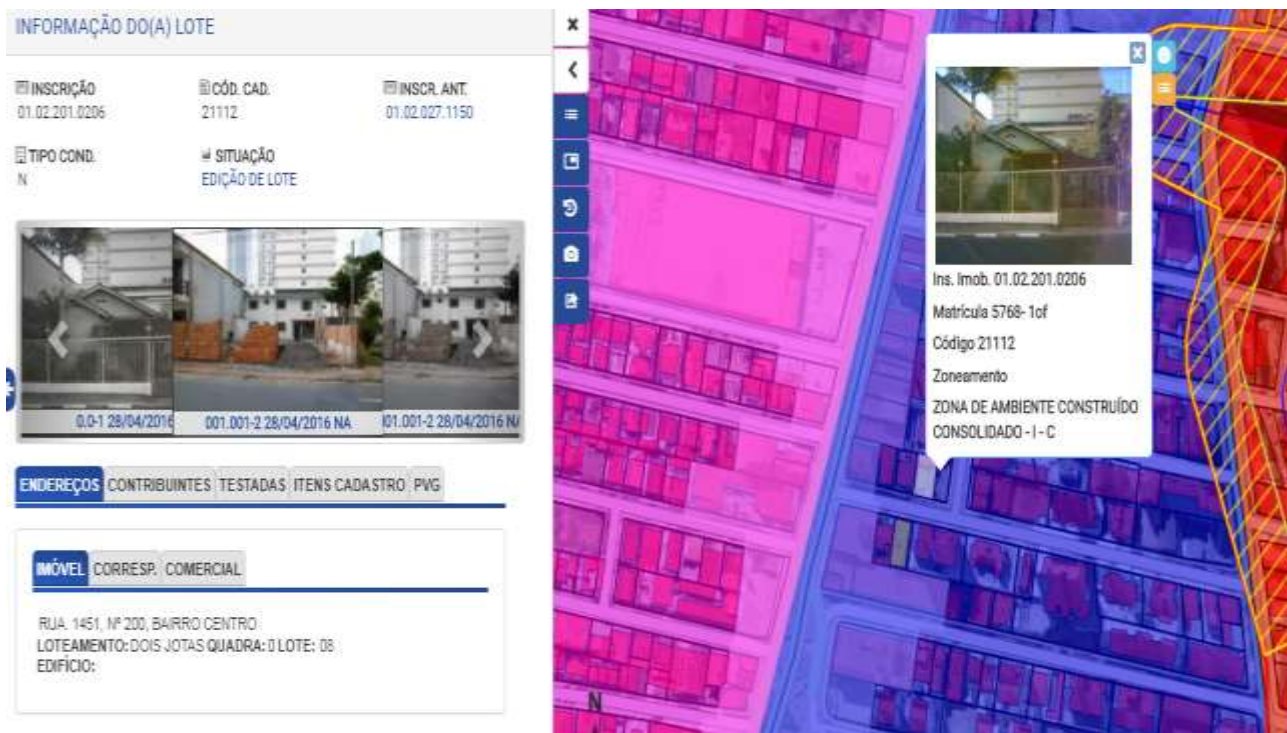 INFORMAÇÃO DO(A) LOTE
INSCRIÇÃO CÓD. CAD. INSCR. ANT.
01.02.201.0206 21112 01.02.027.1150
TIPO COND. SITUAÇÃO
N EDIÇÃO DE LOTE
0.0-1 28/04/2016 001.001-2 28/04/2016 NA 01.001-2 28/04/2016 NA
ENDEREÇOS CONTRIBUINTES TESTADAS ITENS CADASTRO PVG
IMÓVEL CORRESP. COMERCIAL
RUA. 1451, Nº 200, BAIRRO CENTRO
LOTEAMENTO: DOIS JOTAS QUADRA: 0 LOTE: 08
EDIFÍCIO:
Ins. Imob. 01.02.201.0206
Matrícula 5768- 1of
Código 21112
Zoneamento
ZONA DE AMBIENTE CONSTRUÍDO
CONSOLIDADO - I - C
N